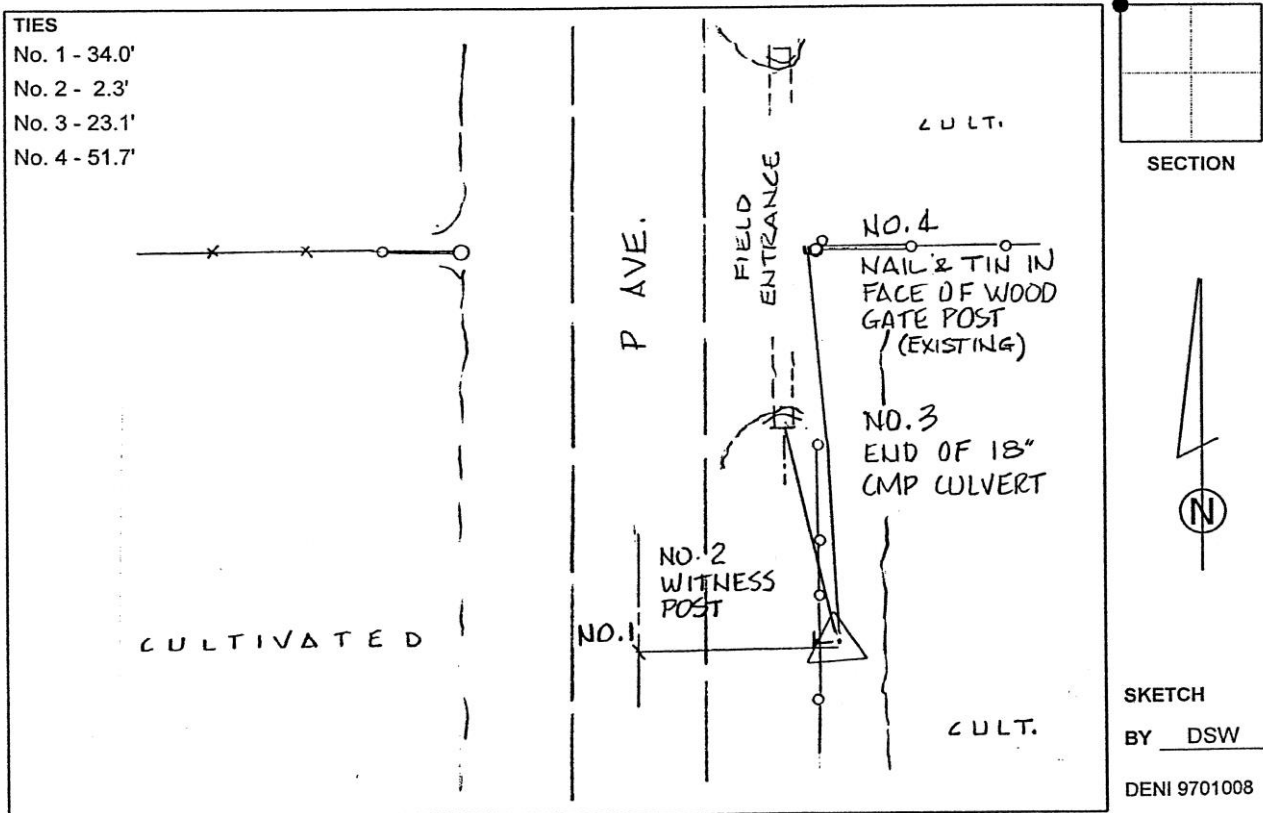 TIES
No. 1 - 34.0'
No. 2 - 2.3'
No. 3 - 23.1'
No. 4 - 51.7'
CULT.
SECTION
P AVE.
FIELD
ENTRANCE
NO.4
NAIL & TIN IN
FACE OF WOOD
GATE POST
(EXISTING)
NO.3
END OF 18"
CMP CULVERT
N
NO.2
WITNESS
POST
NO.1
CULTIVATED
CULT.
SKETCH
BY DSW
DENI 9701008